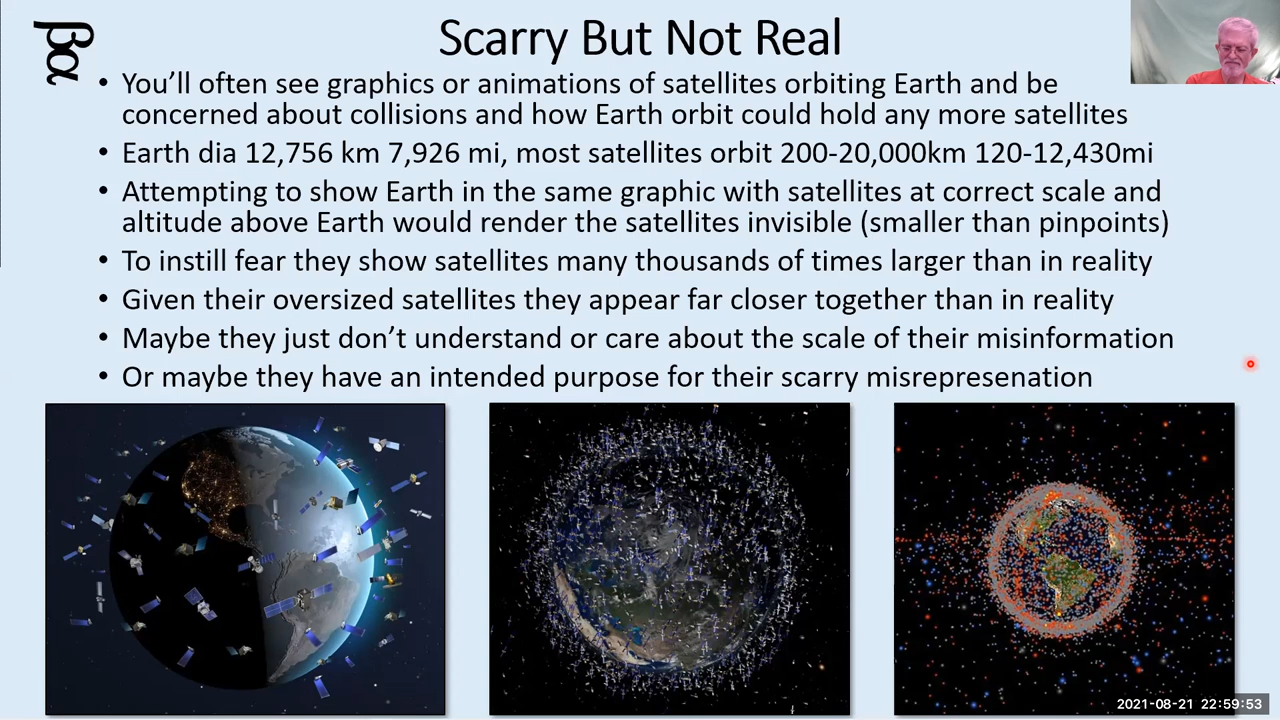 βα
Scarry But Not Real
• You’ll often see graphics or animations of satellites orbiting Earth and be
concerned about collisions and how Earth orbit could hold any more satellites
• Earth dia 12,756 km 7,926 mi, most satellites orbit 200-20,000km 120-12,430mi
• Attempting to show Earth in the same graphic with satellites at correct scale and
altitude above Earth would render the satellites invisible (smaller than pinpoints)
• To instill fear they show satellites many thousands of times larger than in reality
• Given their oversized satellites they appear far closer together than in reality
• Maybe they just don’t understand or care about the scale of their misinformation
• Or maybe they have an intended purpose for their scarry misrepresenation
2021-08-21 22:59:53